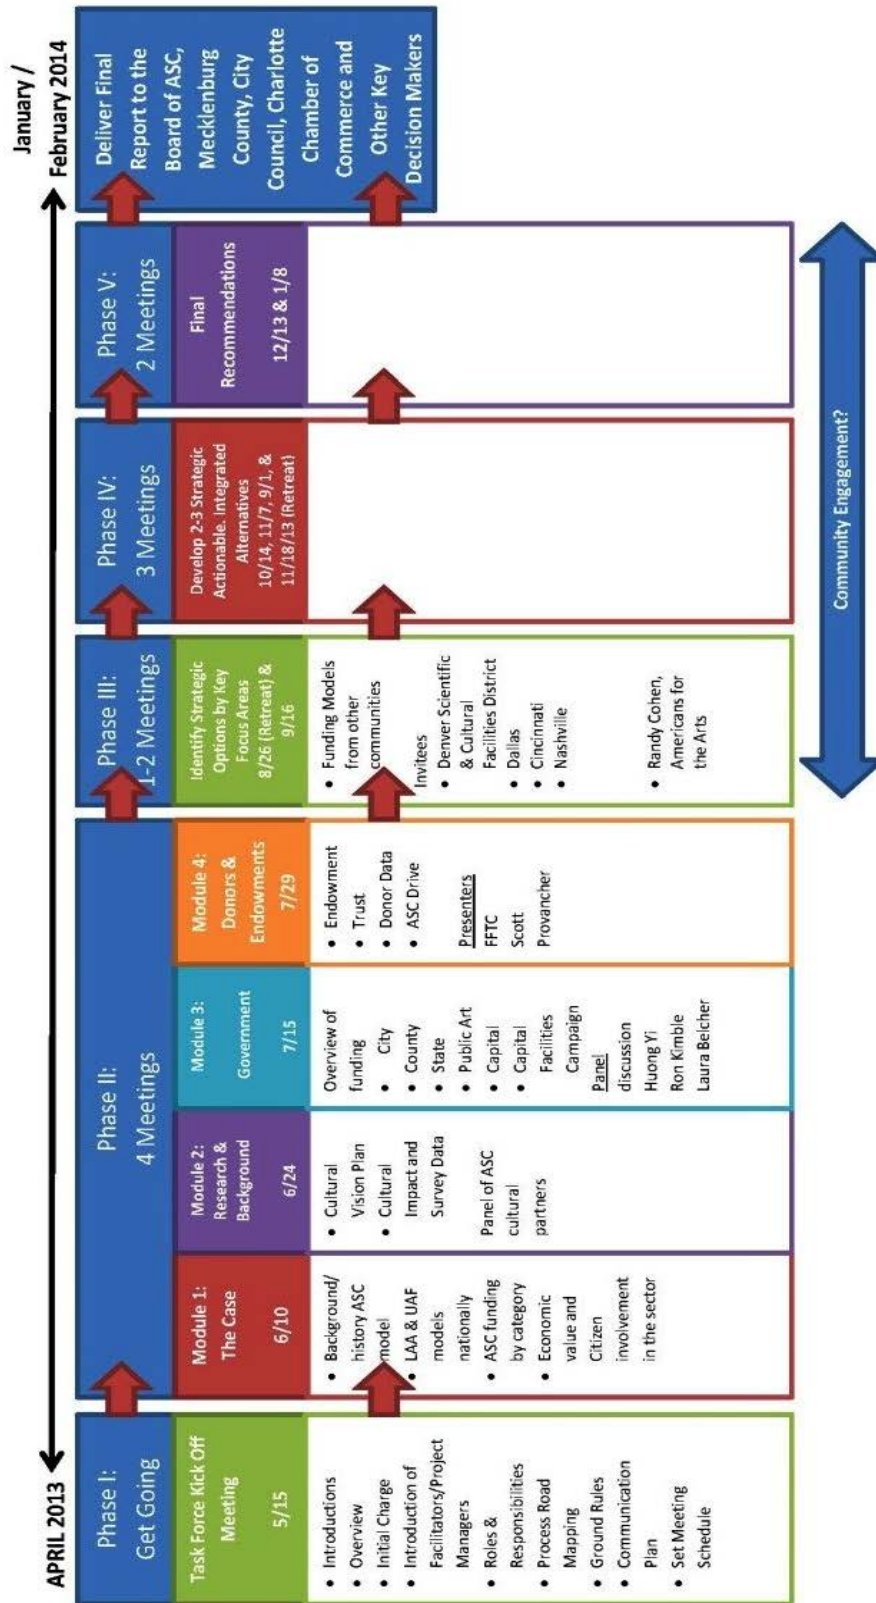 APRIL 2013
January /
February 2014
Phase I:
Get Going
Task Force Kick Off
Meeting
5/15
• Introductions
• Overview
• Initial Charge
• Introduction of
Facilitators/Project
Managers
• Roles &
Responsibilities
• Process Road
Mapping
• Ground Rules
• Communication
Plan
• Set Meeting
Schedule
Phase II:
4 Meetings
Module 1:
The Case
6/10
• Background/
history ASC
model
• LAA & UAF
models
nationally
• ASC funding
by category
• Economic
value and
Citizen
involvement
in the sector
Module 2:
Research &
Background
6/24
• Cultural
Vision Plan
• Cultural
Impact and
Survey Data
Panel of ASC
cultural
partners
Module 3:
Government
7/15
Overview of
funding
• City
• County
• State
• Public Art
• Capital
• Capital
Facilities
Campaign
Panel
discussion
Huong Yi
Ron Kimble
Laura Belcher
Module 4:
Donors &
Endowments
7/29
• Endowment
• Trust
• Donor Data
• ASC Drive
Presenters
FFTC
Scott
Provancher
Phase III:
1-2 Meetings
Identify Strategic
Options by Key
Focus Areas
8/26 (Retreat) &
9/16
• Funding Models
from other
communities
Invitees
• Denver Scientific
& Cultural
Facilities District
• Dallas
• Cincinnati
• Nashville
• Randy Cohen,
Americans for
the Arts
Phase IV:
3 Meetings
Develop 2-3 Strategic
Actionable. Integrated
Alternatives
10/14, 11/7, 9/1, &
11/18/13 (Retreat)
Phase V:
2 Meetings
Final
Recommendations
12/13 & 1/8
Deliver Final
Report to the
Board of ASC,
Mecklenburg
County, City
Council, Charlotte
Chamber of
Commerce and
Other Key
Decision Makers
Community Engagement?